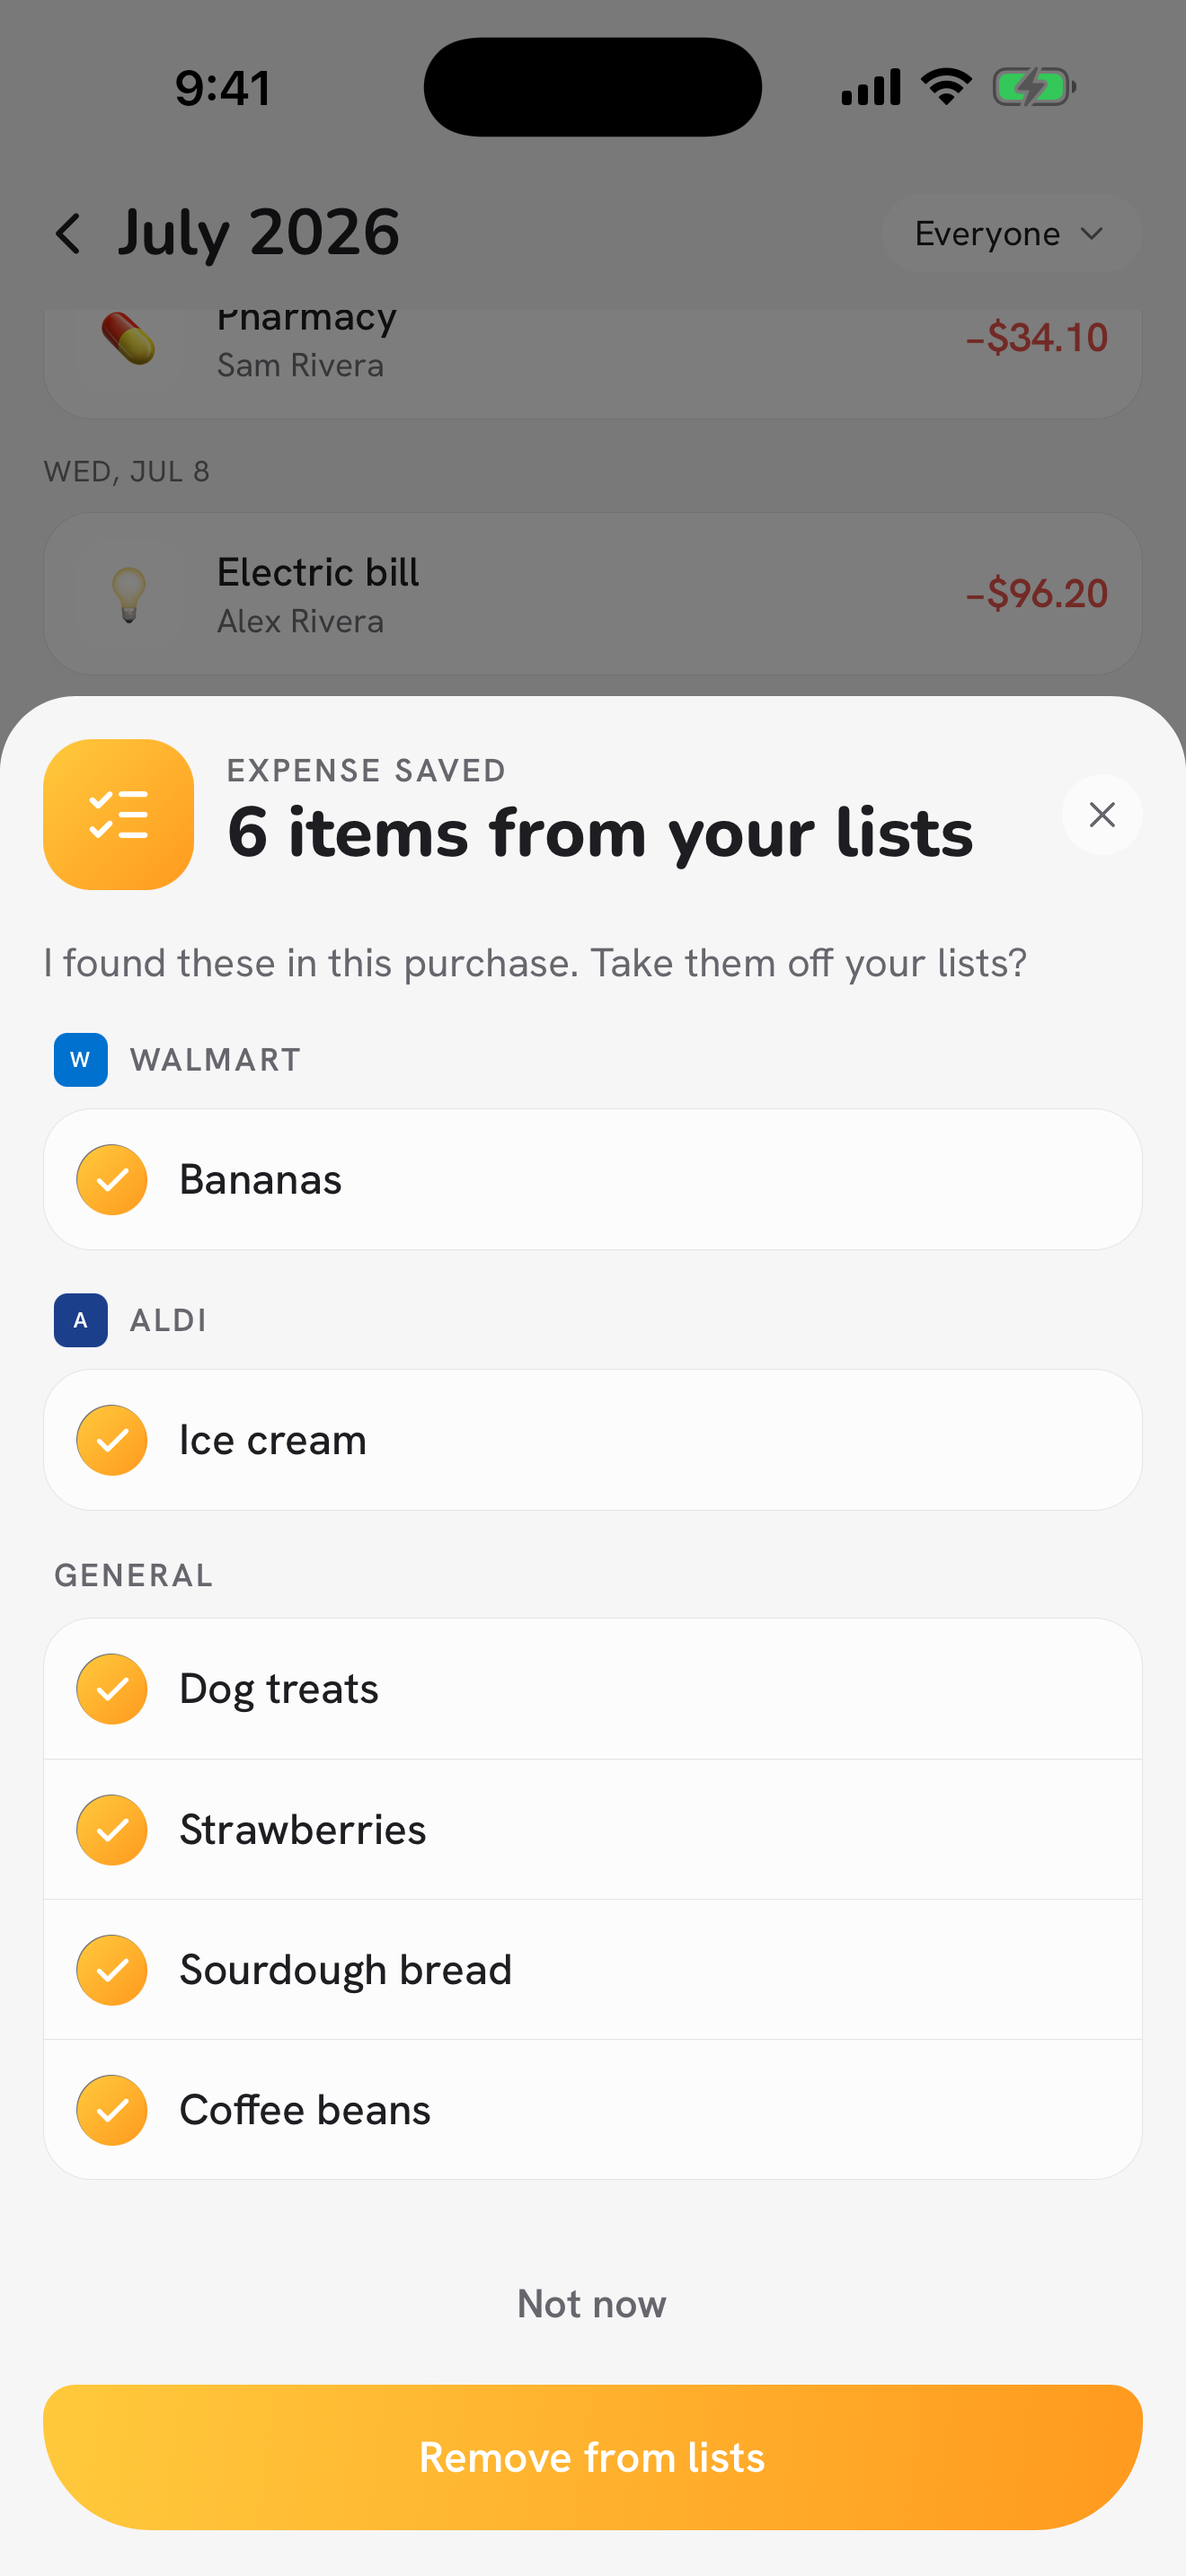 9:41
July 2026
Everyone
Pharmacy
Sam Rivera
-$34.10
WED, JUL 8
Electric bill
Alex Rivera
-$96.20
EXPENSE SAVED
6 items from your lists
I found these in this purchase. Take them off your lists?
W WALMART
Bananas
A ALDI
Ice cream
GENERAL
Dog treats
Strawberries
Sourdough bread
Coffee beans
Not now
Remove from lists